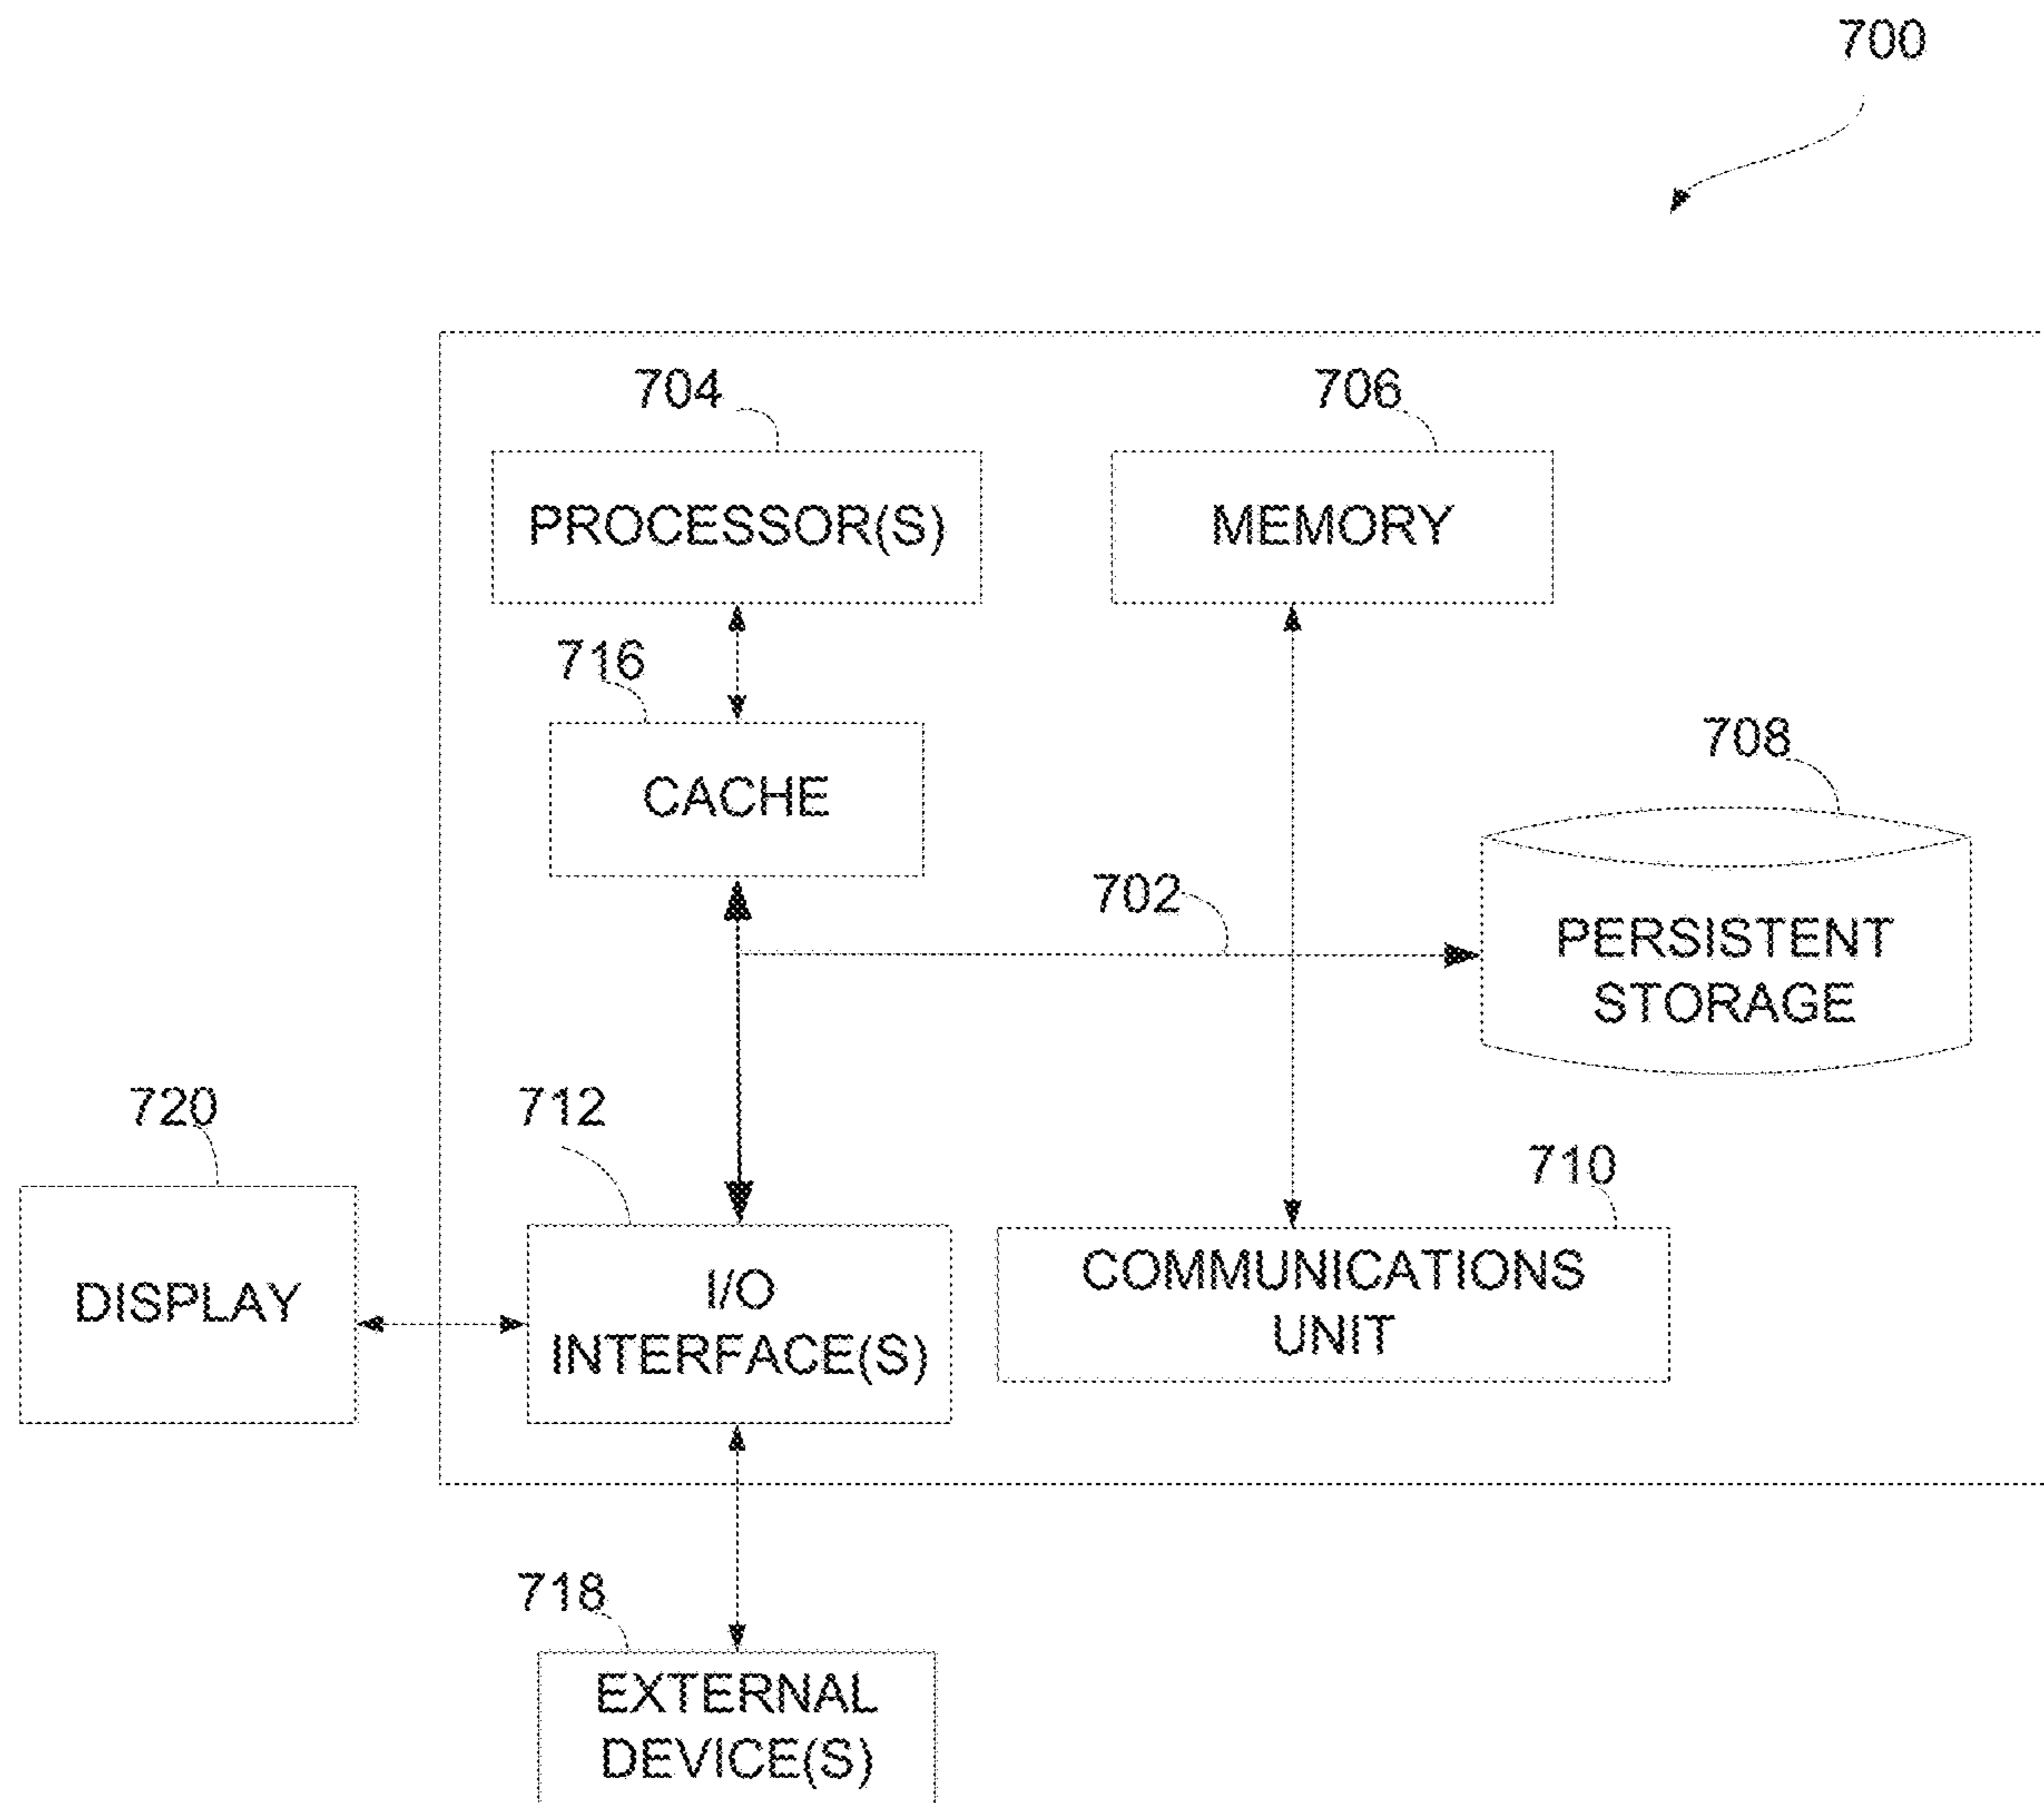 700
704
706
PROCESSOR(S)
MEMORY
716
CACHE
708
702
PERSISTENT
STORAGE
720
712
710
DISPLAY
I/O
INTERFACE(S)
COMMUNICATIONS
UNIT
718
EXTERNAL
DEVICE(S)